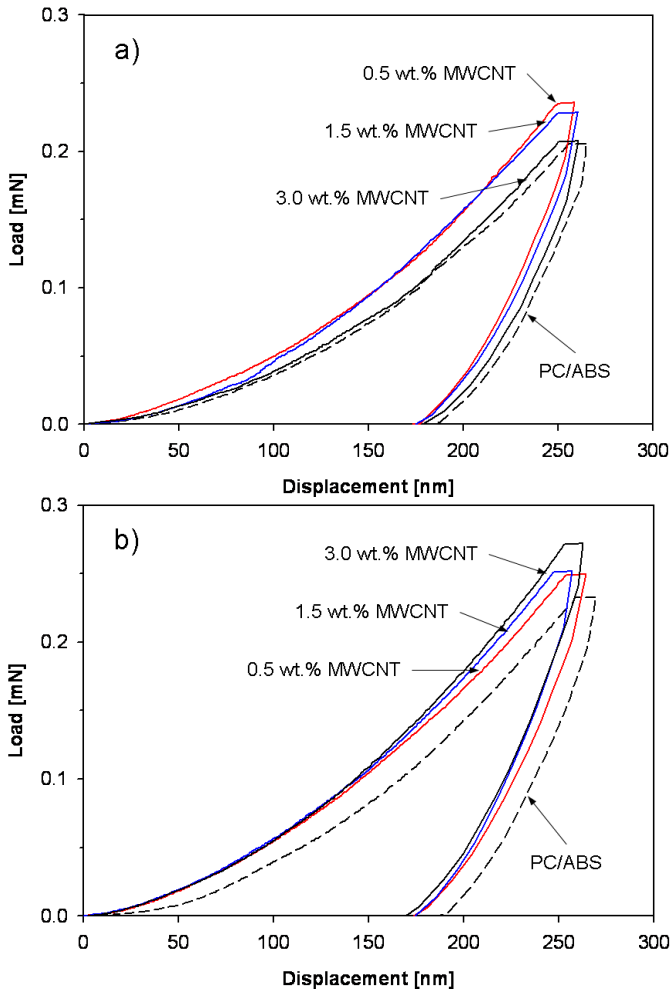 0.3
a)
0.5 wt.% MWCNT
1.5 wt.% MWCNT
0.2
3.0 wt.% MWCNT
Load [mN]
0.1
PC/ABS
0.0
0 50 100 150 200 250 300
Displacement [nm]
0.3
b)
3.0 wt.% MWCNT
1.5 wt.% MWCNT
0.2
0.5 wt.% MWCNT
Load [mN]
0.1
PC/ABS
0.0
0 50 100 150 200 250 300
Displacement [nm]